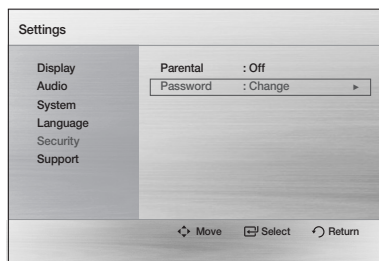 Settings
Display
Audio
System
Language
Security
Support
Parental : Off
Password : Change ►
Move Select Return